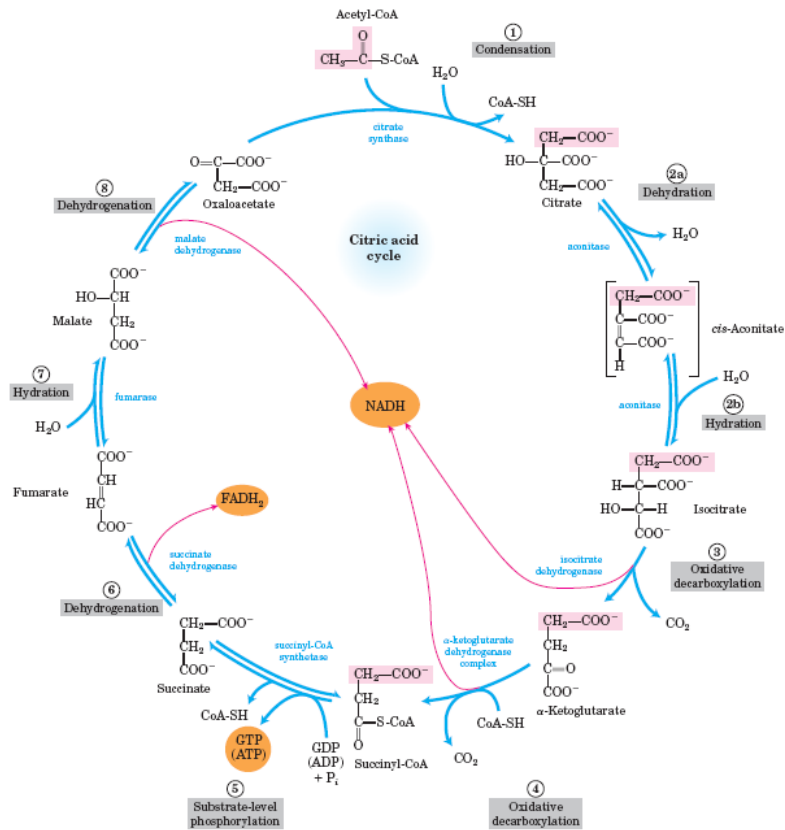 Acetyl-CoA
O
CH₃—C—S-CoA
① 
Condensation
H₂O
CoA-SH
citrate
synthase
CH₂—COO⁻
HO—C—COO⁻
CH₂—COO⁻
Citrate
2a
Dehydration
H₂O
aconitase
CH₂—COO⁻
C—COO⁻
C—COO⁻
H
cis-Aconitate
H₂O
aconitase
2b
Hydration
CH₂—COO⁻
H—C—COO⁻
HO—C—H
COO⁻
Isocitrate
③
Oxidative
decarboxylation
isocitrate
dehydrogenase
CO₂
CH₂—COO⁻
CH₂
C=O
COO⁻
α-Ketoglutarate
α-ketoglutarate
dehydrogenase
complex
CoA-SH
CO₂
④
Oxidative
decarboxylation
CH₂—COO⁻
CH₂
C—S-CoA
O
Succinyl-CoA
succinyl-CoA
synthetase
CoA-SH
GTP
(ATP)
GDP
(ADP)
+ Pᵢ
⑤
Substrate-level
phosphorylation
CH₂—COO⁻
CH₂
COO⁻
Succinate
⑥
Dehydrogenation
succinate
dehydrogenase
FADH₂
COO⁻
CH
HC
COO⁻
Fumarate
⑦
Hydration
H₂O
fumarase
COO⁻
HO—CH
CH₂
COO⁻
Malate
⑧
Dehydrogenation
malate
dehydrogenase
O=C—COO⁻
CH₂—COO⁻
Oxaloacetate
Citric acid
cycle
NADH